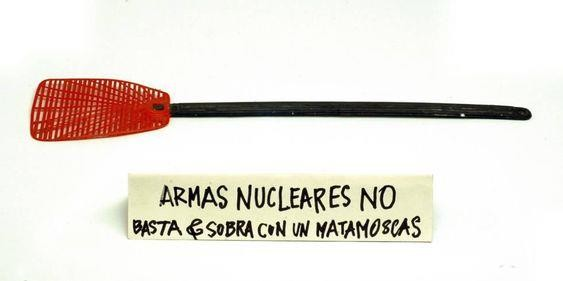 ARMAS NUCLEARES NO
BASTA & SOBRA CON UN MATAMOSCAS